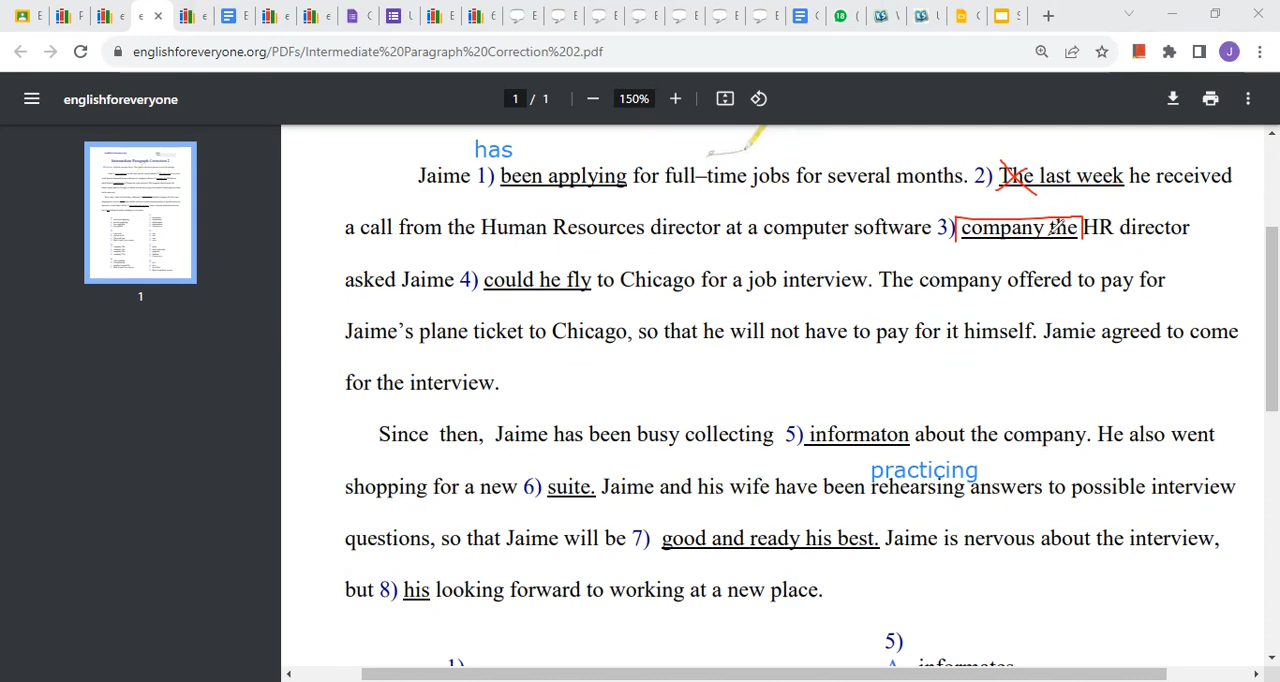 englishforeveryone.org/PDFs/Intermediate%20Paragraph%20Correction%202.pdf
J
englishforeveryone
1 / 1
150%
Intermediate Paragraph Correction 2
1
has
Jaime 1) been applying for full–time jobs for several months. 2) The last week he received
a call from the Human Resources director at a computer software 3) company the HR director
asked Jaime 4) could he fly to Chicago for a job interview. The company offered to pay for
Jaime’s plane ticket to Chicago, so that he will not have to pay for it himself. Jamie agreed to come
for the interview.
Since then, Jaime has been busy collecting 5) informaton about the company. He also went
practicing
shopping for a new 6) suite. Jaime and his wife have been rehearsing answers to possible interview
questions, so that Jaime will be 7) good and ready his best. Jaime is nervous about the interview,
but 8) his looking forward to working at a new place.
5)
1)
A informates